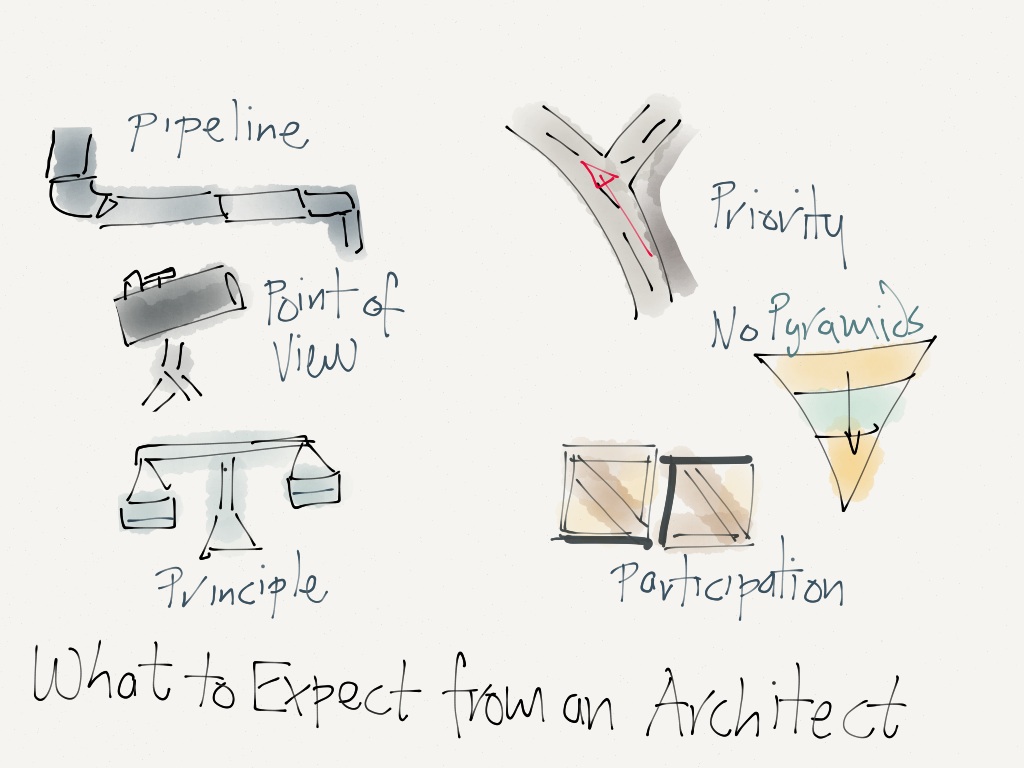 Pipeline
Point of
View
Principle
Priority
No Pyramids
Participation
What to Expect from an Architect